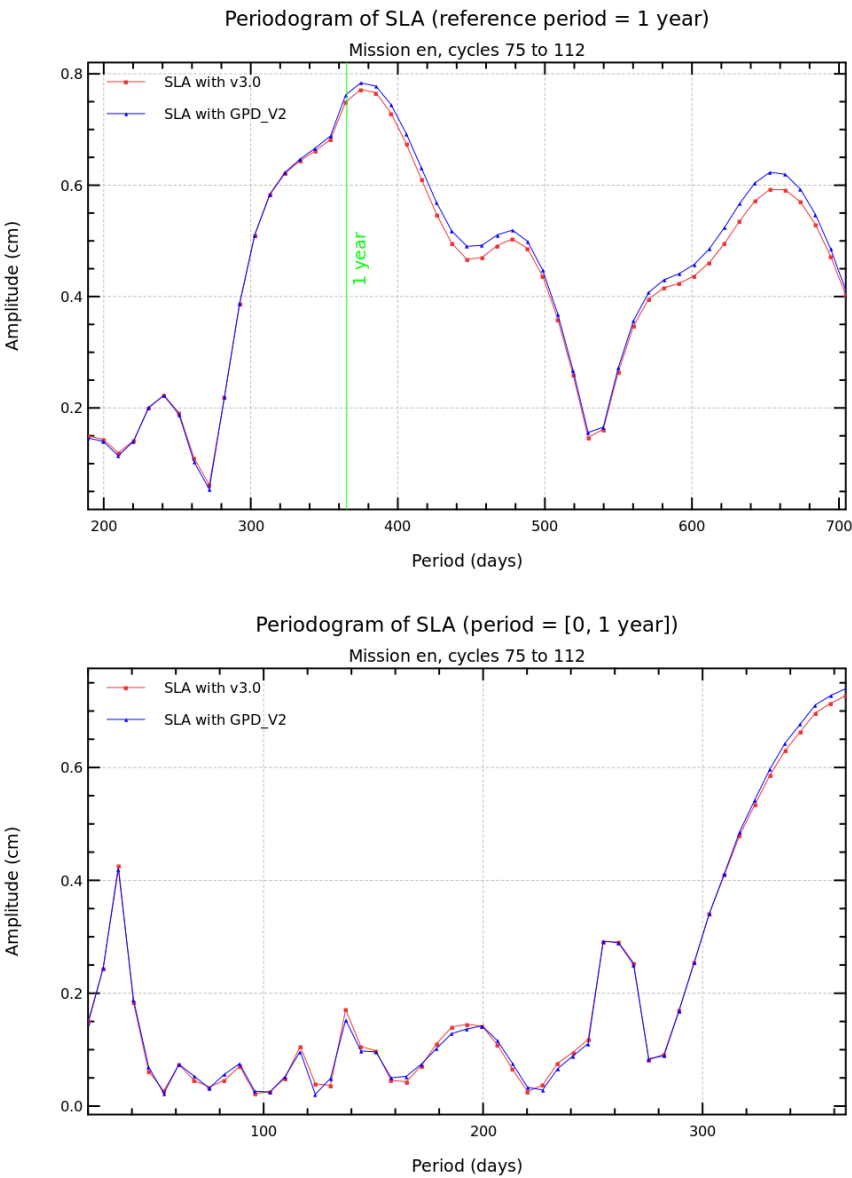 Periodogram of SLA (reference period = 1 year)
Mission en, cycles 75 to 112
SLA with v3.0
SLA with GPD_V2
1 year
Amplitude (cm)
0.8
0.6
0.4
0.2
200 300 400 500 600 700
Period (days)
Periodogram of SLA (period = [0, 1 year])
Mission en, cycles 75 to 112
SLA with v3.0
SLA with GPD_V2
Amplitude (cm)
0.6
0.4
0.2
0.0
100 200 300
Period (days)